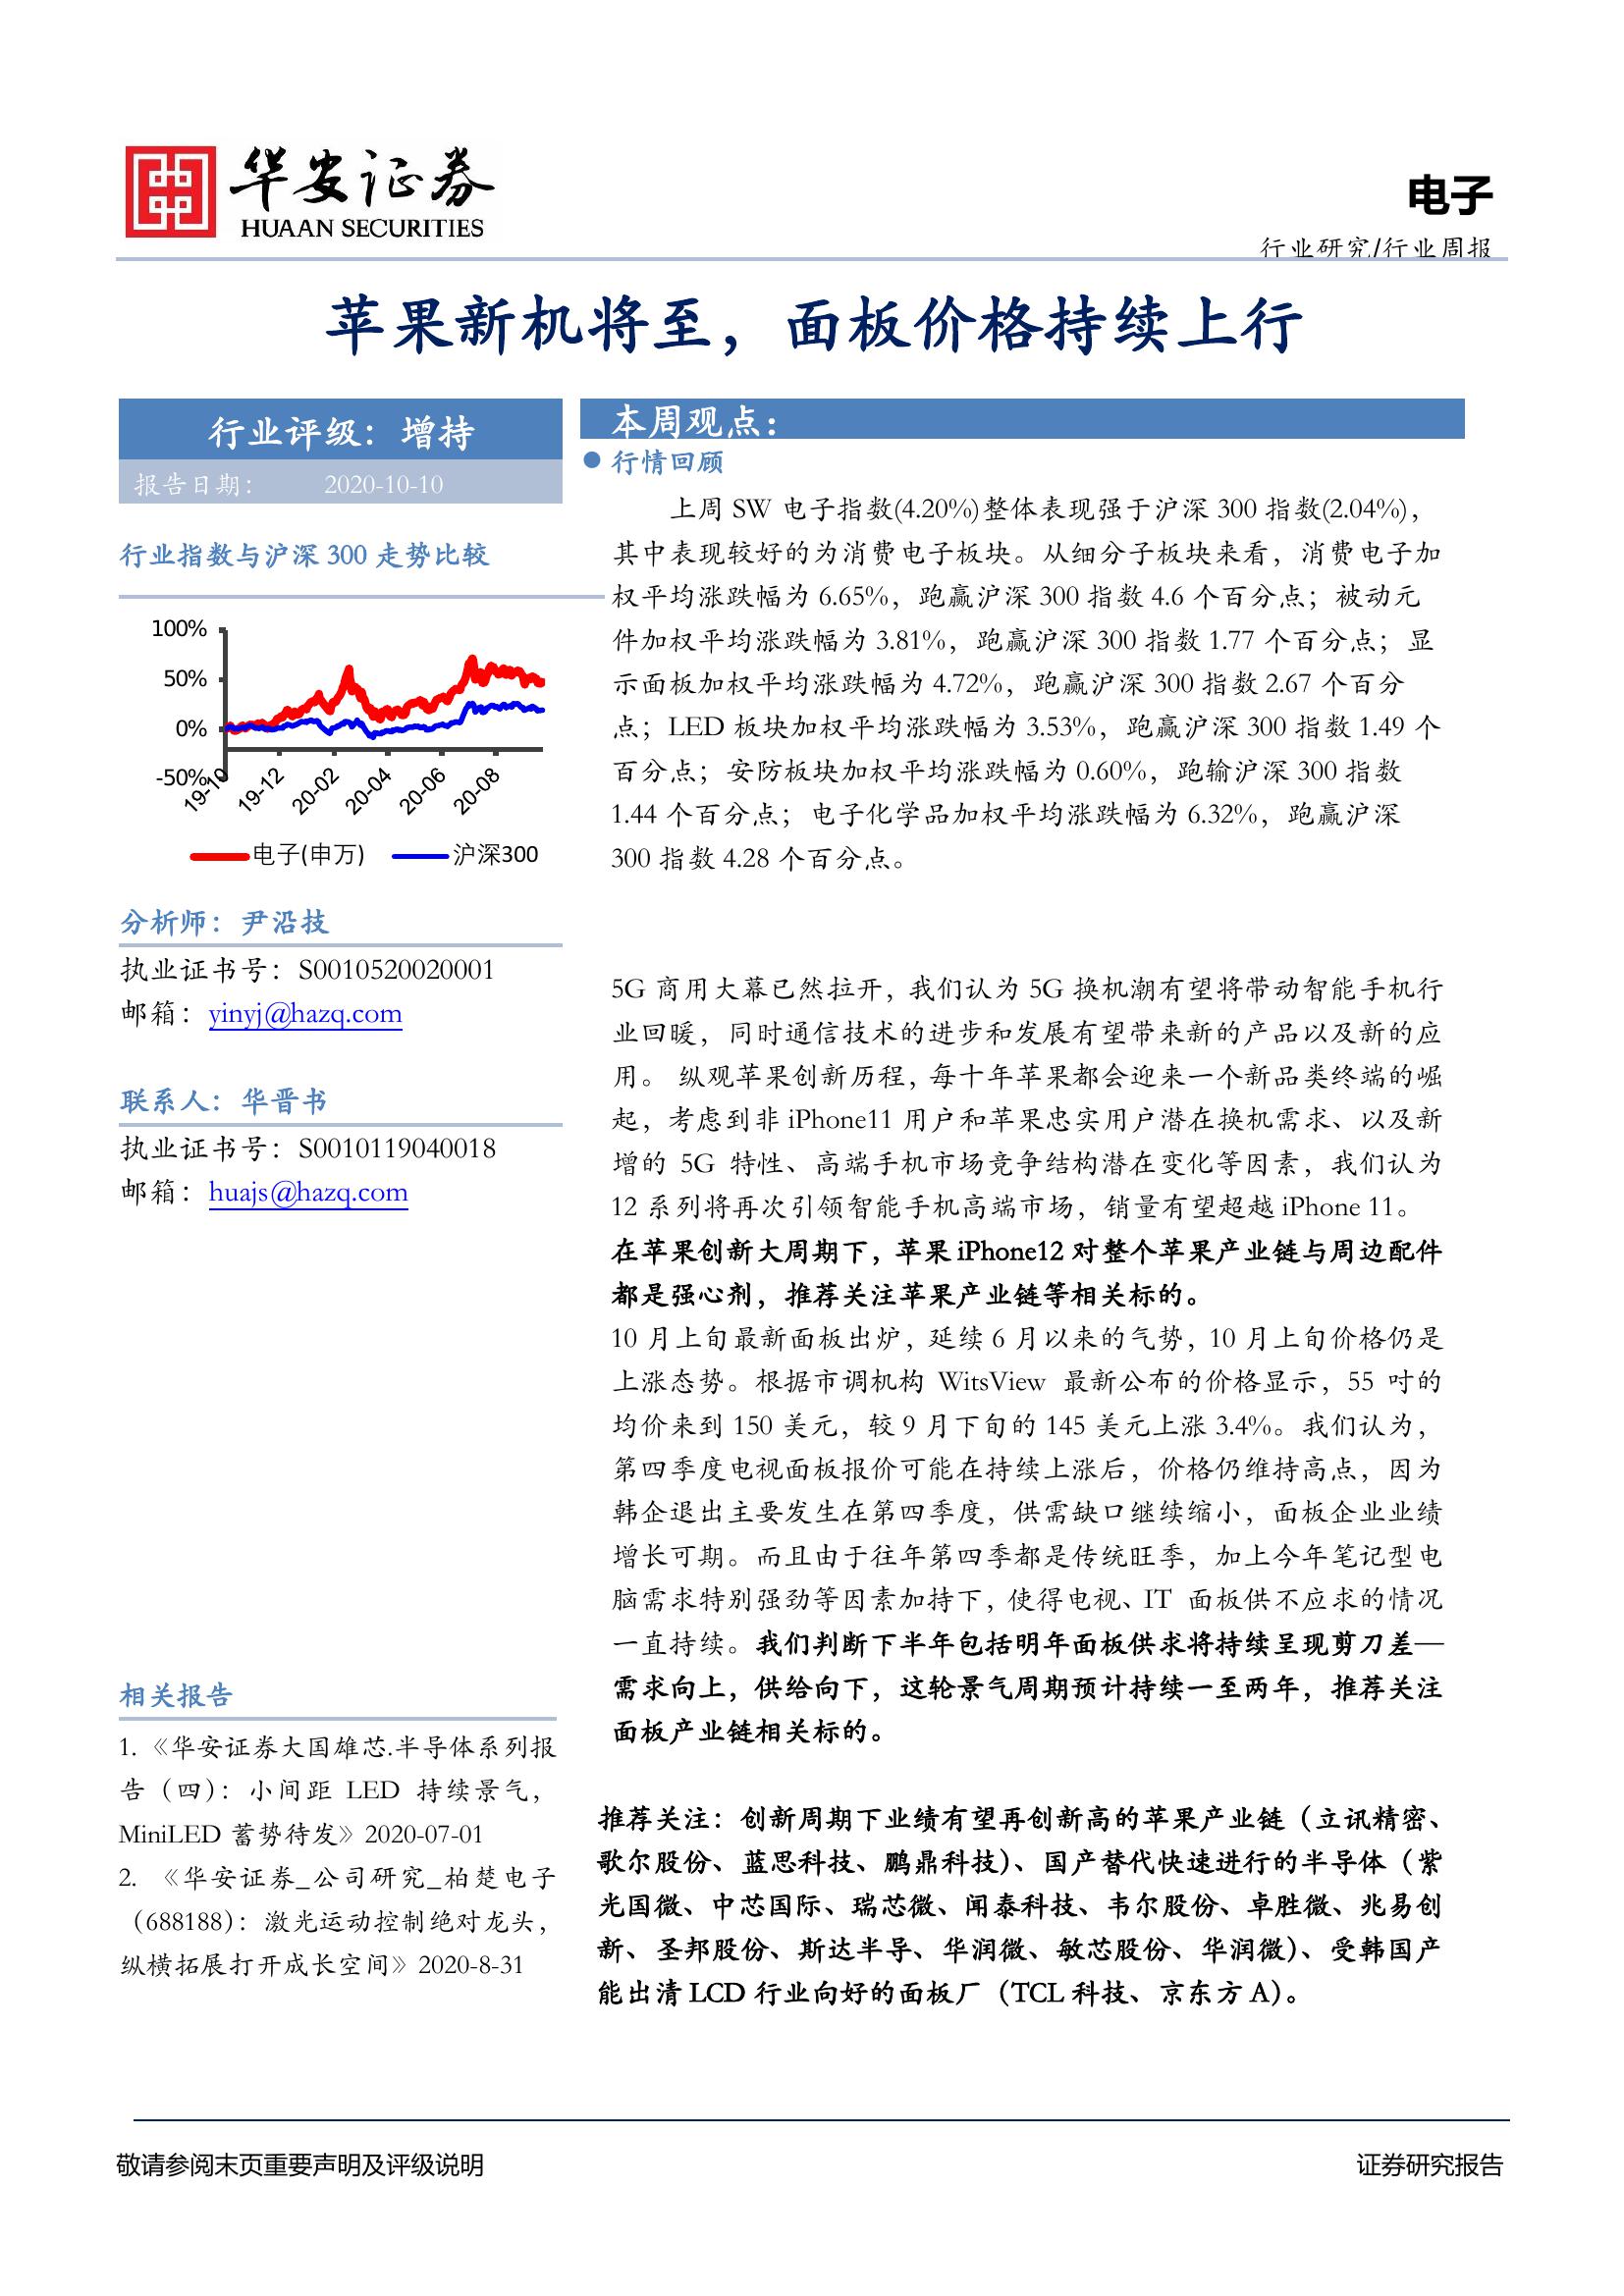 华安证券
HUAAN SECURITIES
电子
行业研究/行业周报
苹果新机将至，面板价格持续上行
行业评级：增持
报告日期： 2020-10-10
行业指数与沪深 300 走势比较
100%
50%
0%
-50%
19-10
19-12
20-02
20-04
20-06
20-08
电子(申万)
沪深300
分析师：尹沿技
执业证书号：S0010520020001
邮箱：yinyj@hazq.com
联系人：华晋书
执业证书号：S0010119040018
邮箱：huajs@hazq.com
相关报告
1.《华安证券大国雄芯.半导体系列报
告（四）：小间距 LED 持续景气，
MiniLED 蓄势待发》2020-07-01
2. 《华安证券_公司研究_柏楚电子
（688188）：激光运动控制绝对龙头，
纵横拓展打开成长空间》2020-8-31
本周观点：
● 行情回顾
上周 SW 电子指数(4.20%)整体表现强于沪深 300 指数(2.04%)，
其中表现较好的为消费电子板块。从细分子板块来看，消费电子加
权平均涨跌幅为 6.65%，跑赢沪深 300 指数 4.6 个百分点；被动元
件加权平均涨跌幅为 3.81%，跑赢沪深 300 指数 1.77 个百分点；显
示面板加权平均涨跌幅为 4.72%，跑赢沪深 300 指数 2.67 个百分
点；LED 板块加权平均涨跌幅为 3.53%，跑赢沪深 300 指数 1.49 个
百分点；安防板块加权平均涨跌幅为 0.60%，跑输沪深 300 指数
1.44 个百分点；电子化学品加权平均涨跌幅为 6.32%，跑赢沪深
300 指数 4.28 个百分点。
5G 商用大幕已然拉开，我们认为 5G 换机潮有望将带动智能手机行
业回暖，同时通信技术的进步和发展有望带来新的产品以及新的应
用。 纵观苹果创新历程，每十年苹果都会迎来一个新品类终端的崛
起，考虑到非 iPhone11 用户和苹果忠实用户潜在换机需求、以及新
增的 5G 特性、高端手机市场竞争结构潜在变化等因素，我们认为
12 系列将再次引领智能手机高端市场，销量有望超越 iPhone 11。
在苹果创新大周期下，苹果 iPhone12 对整个苹果产业链与周边配件
都是强心剂，推荐关注苹果产业链等相关标的。
10 月上旬最新面板出炉，延续 6 月以来的气势，10 月上旬价格仍是
上涨态势。根据市调机构 WitsView 最新公布的价格显示，55 吋的
均价来到 150 美元，较 9 月下旬的 145 美元上涨 3.4%。我们认为，
第四季度电视面板报价可能在持续上涨后，价格仍维持高点，因为
韩企退出主要发生在第四季度，供需缺口继续缩小，面板企业业绩
增长可期。而且由于往年第四季都是传统旺季，加上今年笔记型电
脑需求特别强劲等因素加持下，使得电视、IT 面板供不应求的情况
一直持续。我们判断下半年包括明年面板供求将持续呈现剪刀差—
需求向上，供给向下，这轮景气周期预计持续一至两年，推荐关注
面板产业链相关标的。
推荐关注：创新周期下业绩有望再创新高的苹果产业链（立讯精密、
歌尔股份、蓝思科技、鹏鼎科技）、国产替代快速进行的半导体（紫
光国微、中芯国际、瑞芯微、闻泰科技、韦尔股份、卓胜微、兆易创
新、圣邦股份、斯达半导、华润微、敏芯股份、华润微）、受韩国产
能出清 LCD 行业向好的面板厂（TCL 科技、京东方 A）。
敬请参阅末页重要声明及评级说明
证券研究报告